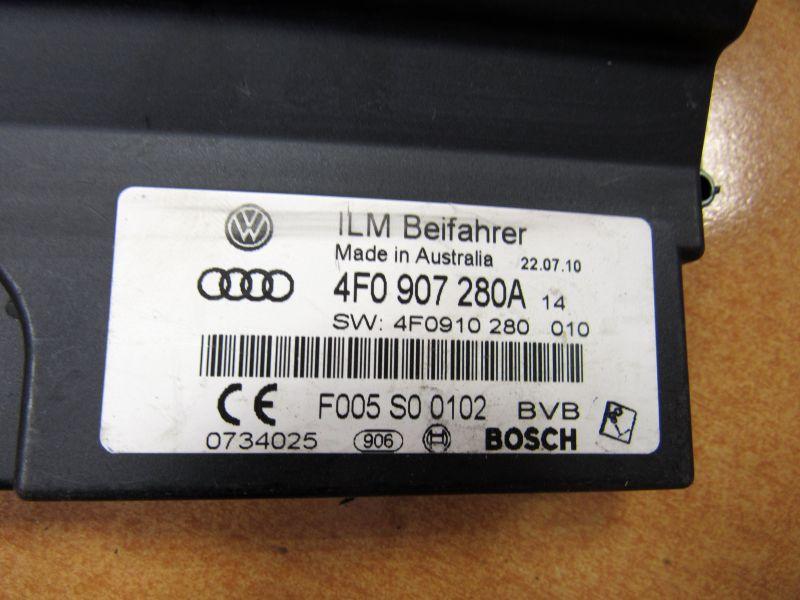 ILM Beifahrer
Made in Australia 22.07.10
4F0 907 280A 14
SW: 4F0910 280 010
CE F005 S0 0102 BVB
0734025 906 BOSCH